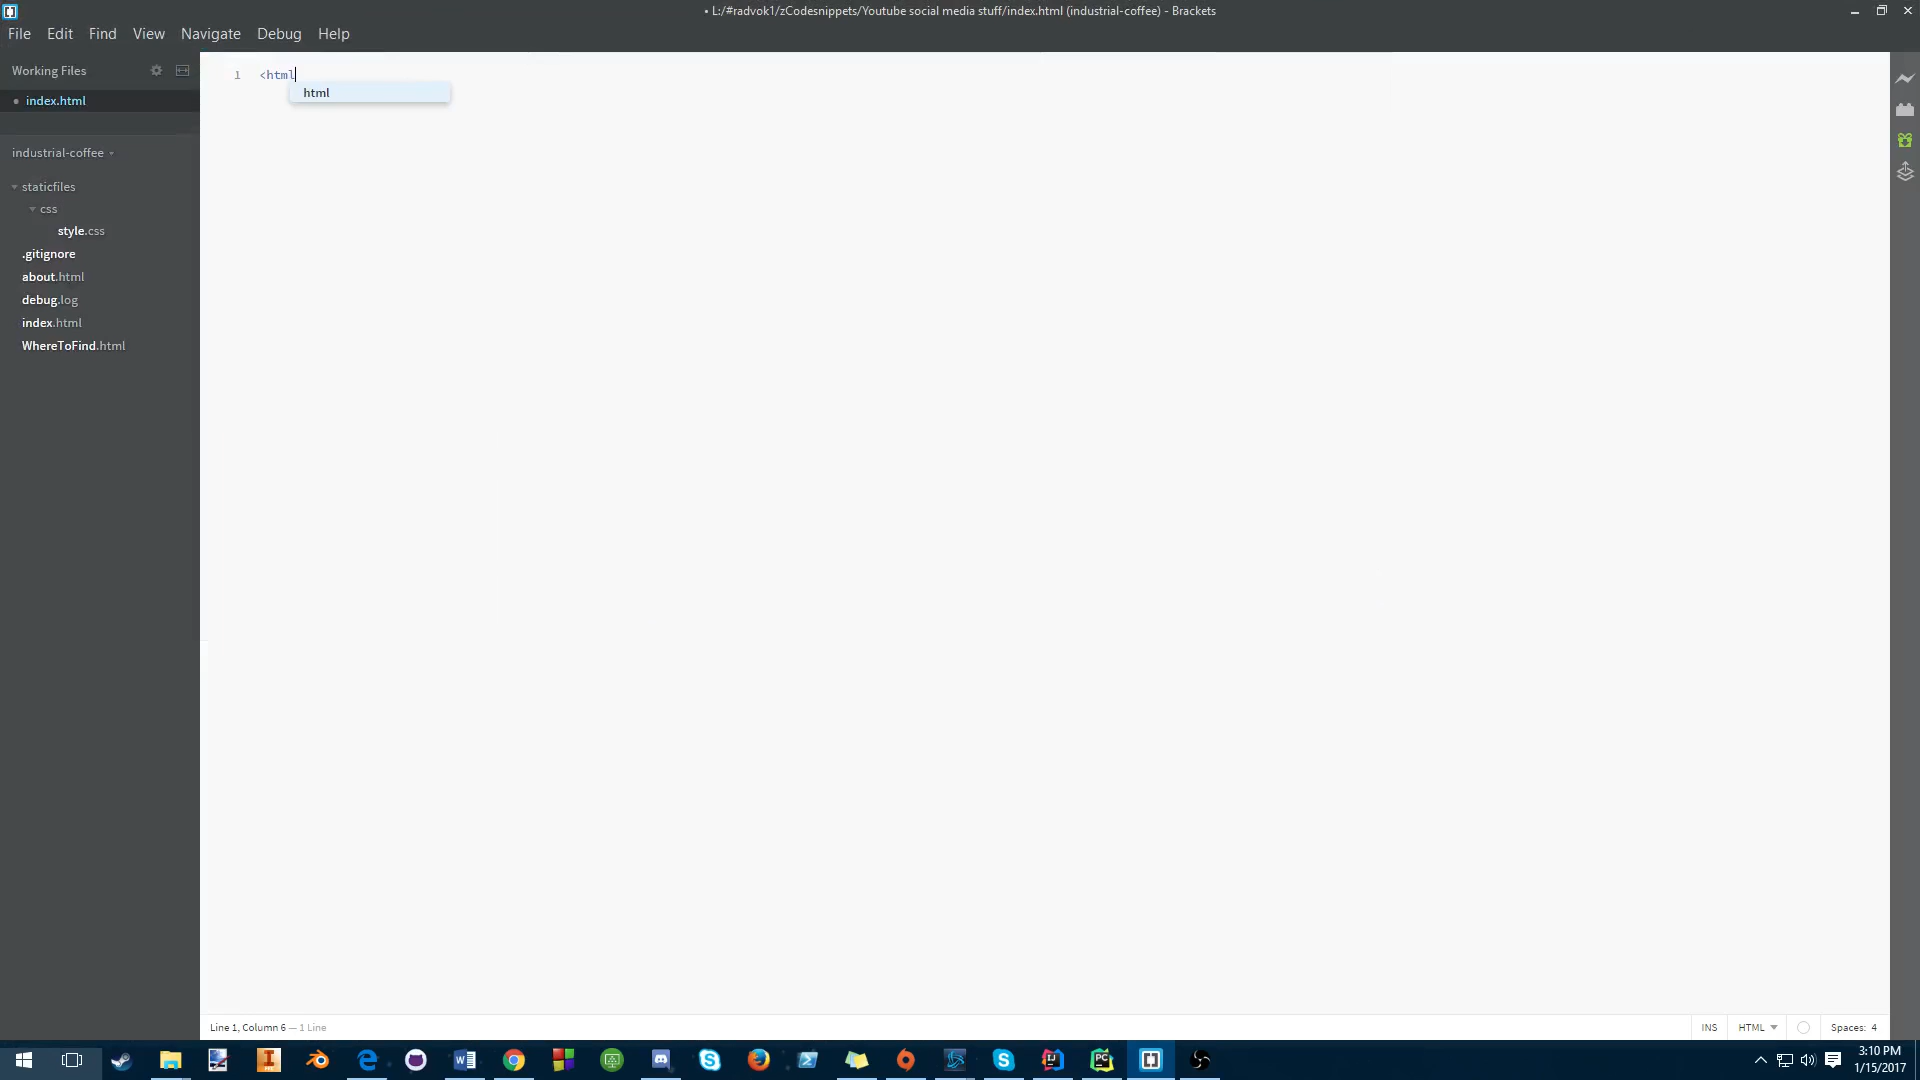 • L:/#radvok1/zCodesnippets/Youtube social media stuff/index.html (industrial-coffee) - Brackets
File Edit Find View Navigate Debug Help
Working Files
• index.html
industrial-coffee
staticfiles
css
style.css
.gitignore
about.html
debug.log
index.html
WhereToFind.html
1 <html
html
Line 1, Column 6 — 1 Line
INS HTML Spaces: 4
3:10 PM
1/15/2017